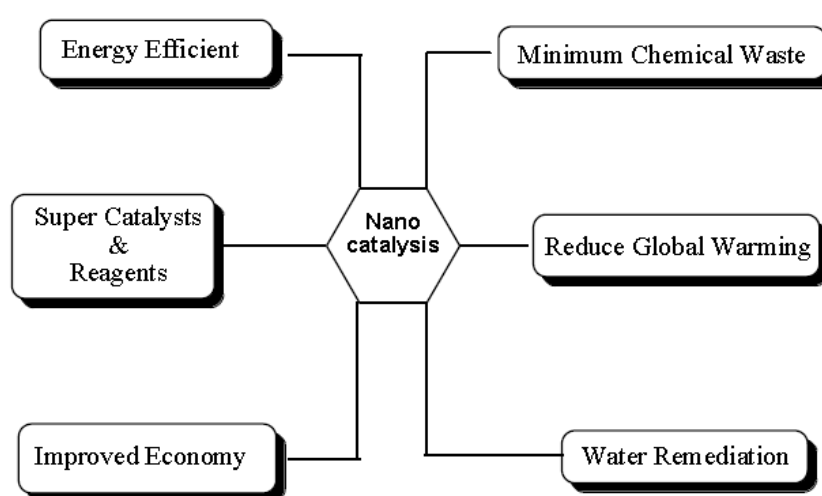 Energy Efficient
Minimum Chemical Waste
Super Catalysts
&
Reagents
Nano
catalysis
Reduce Global Warming
Improved Economy
Water Remediation